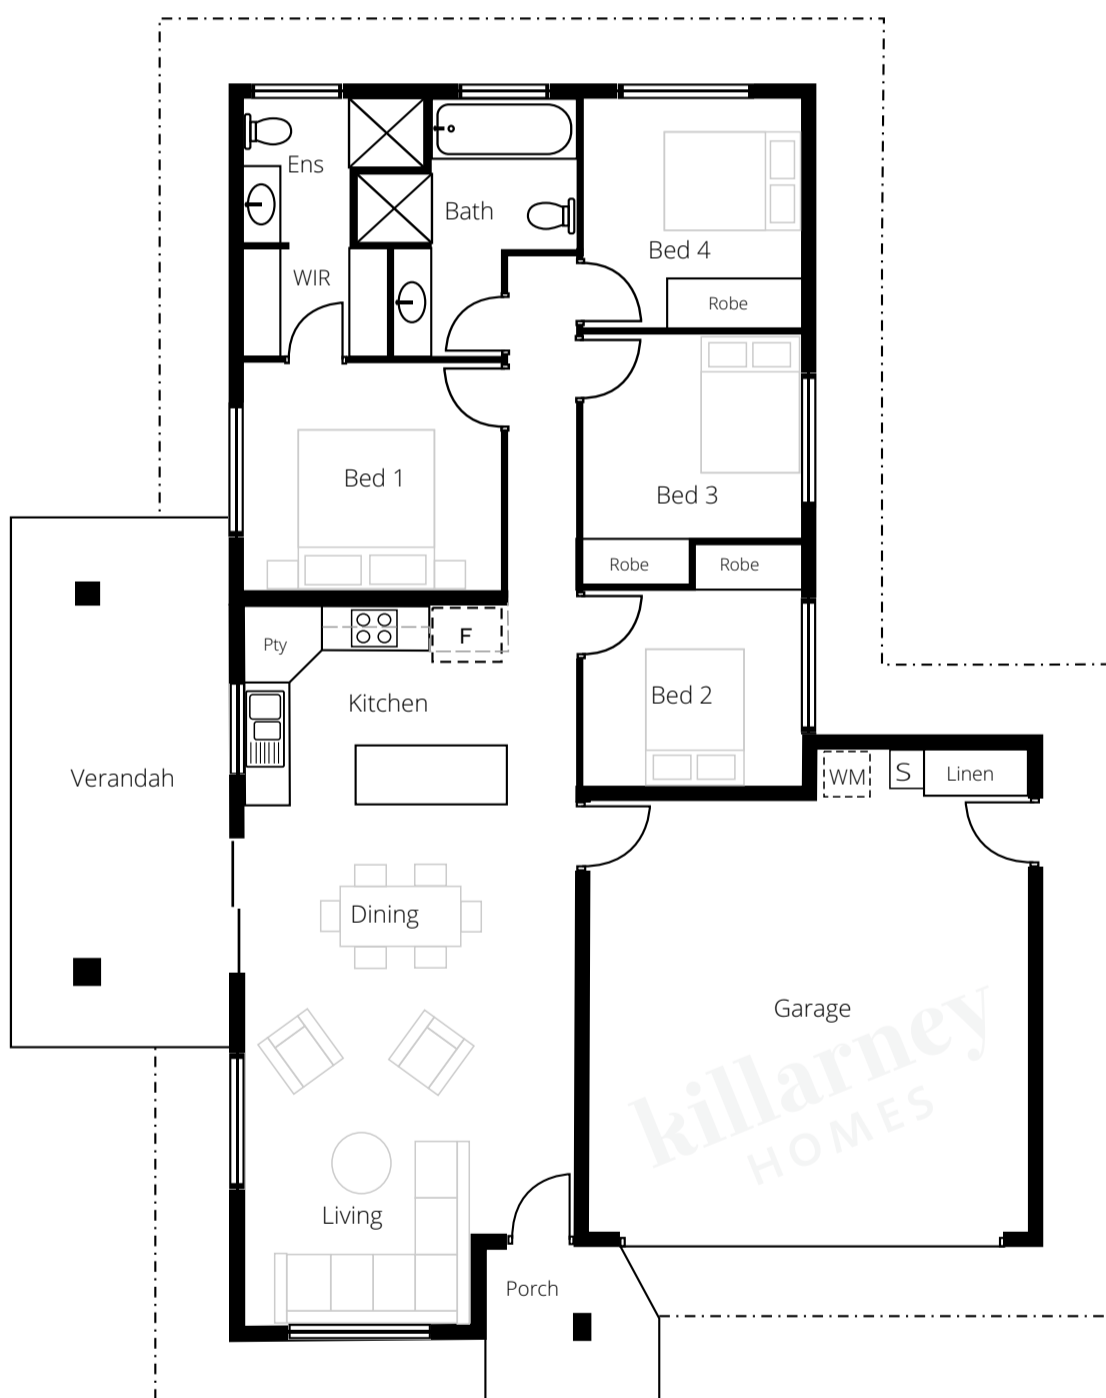 Ens
Bath
Bed 4
WIR
Robe
Bed 1
Bed 3
Robe
Robe
Pty
F
Kitchen
Bed 2
Verandah
WM
S
Linen
Dining
Garage
killarney
HOMES
Living
Porch